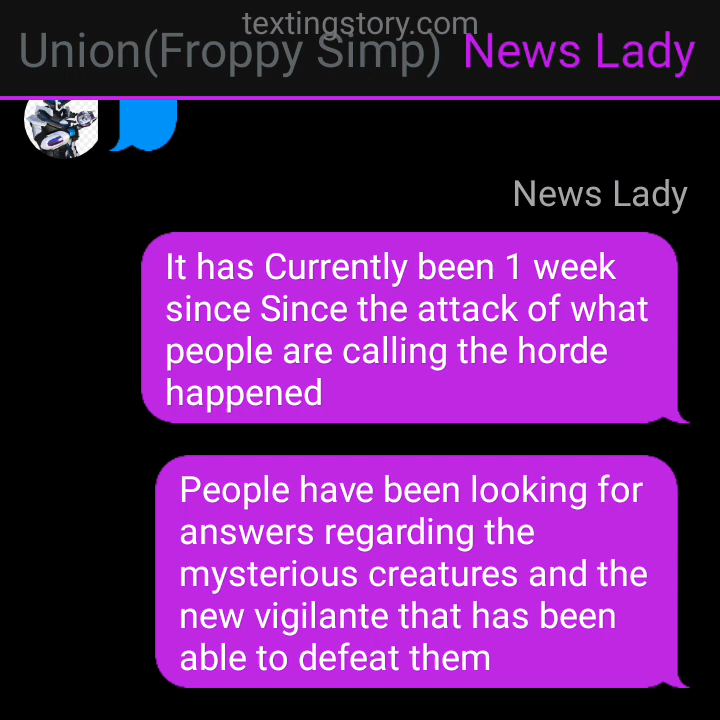 textingstory.com
Union(Froppy Simp) News Lady
News Lady
It has Currently been 1 week
since Since the attack of what
people are calling the horde
happened
People have been looking for
answers regarding the
mysterious creatures and the
new vigilante that has been
able to defeat them